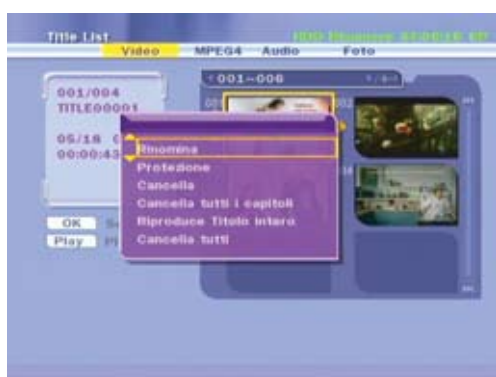 Title List
Video MPEG4 Audio Foto
001~006
001/004
TITLE00001
05/18
00:00:43
Rinomina
Protezione
Cancella
Cancella tutti i capitoli
Riproduce Titolo intero
Cancella tutti
OK
Play